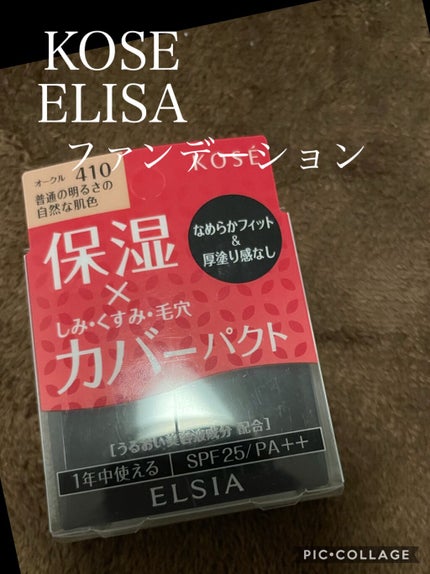 KOSE
ELISA
ファンデーション
KOSÉ
オークル 410
普通の明るさの
自然な肌色
なめらかフィット
&
厚塗り感なし
保湿
×
しみ・くすみ・毛穴
カバーパクト
[うるおい美容液成分 配合]
1年中使える SPF25/PA++
ELSIA
PIC•COLLAGE